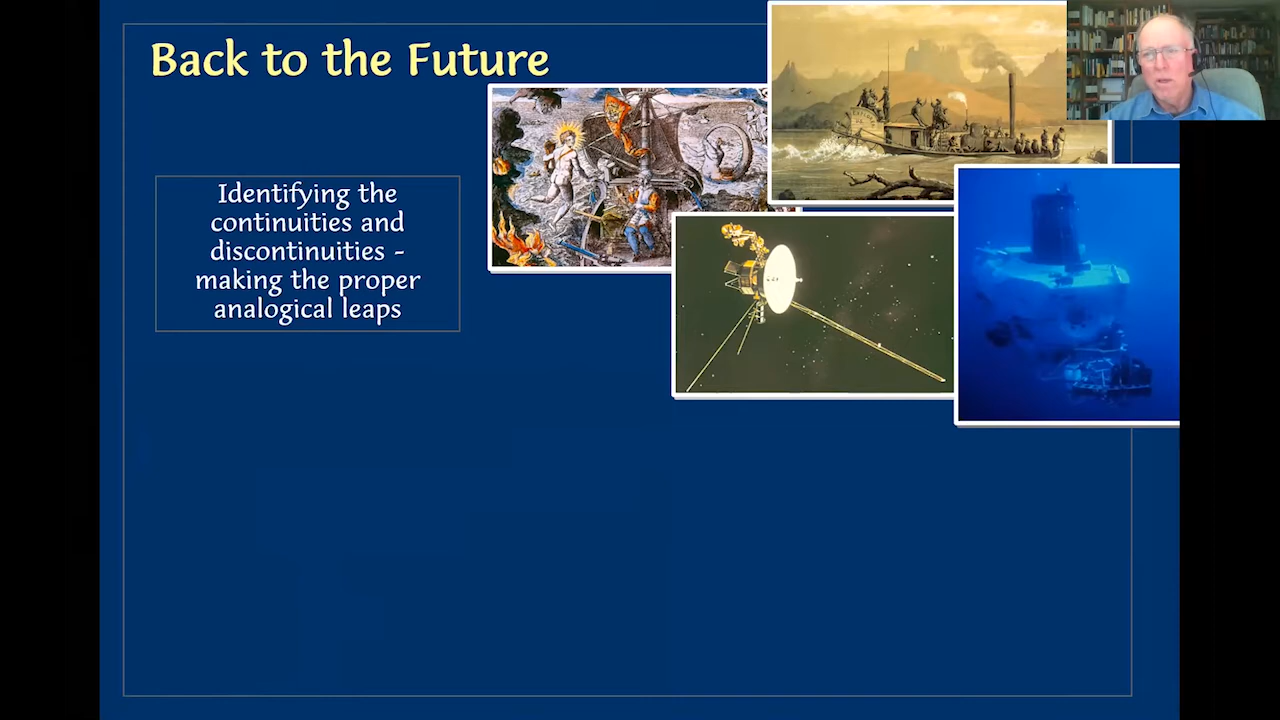 Back to the Future
Identifying the
continuities and
discontinuities -
making the proper
analogical leaps